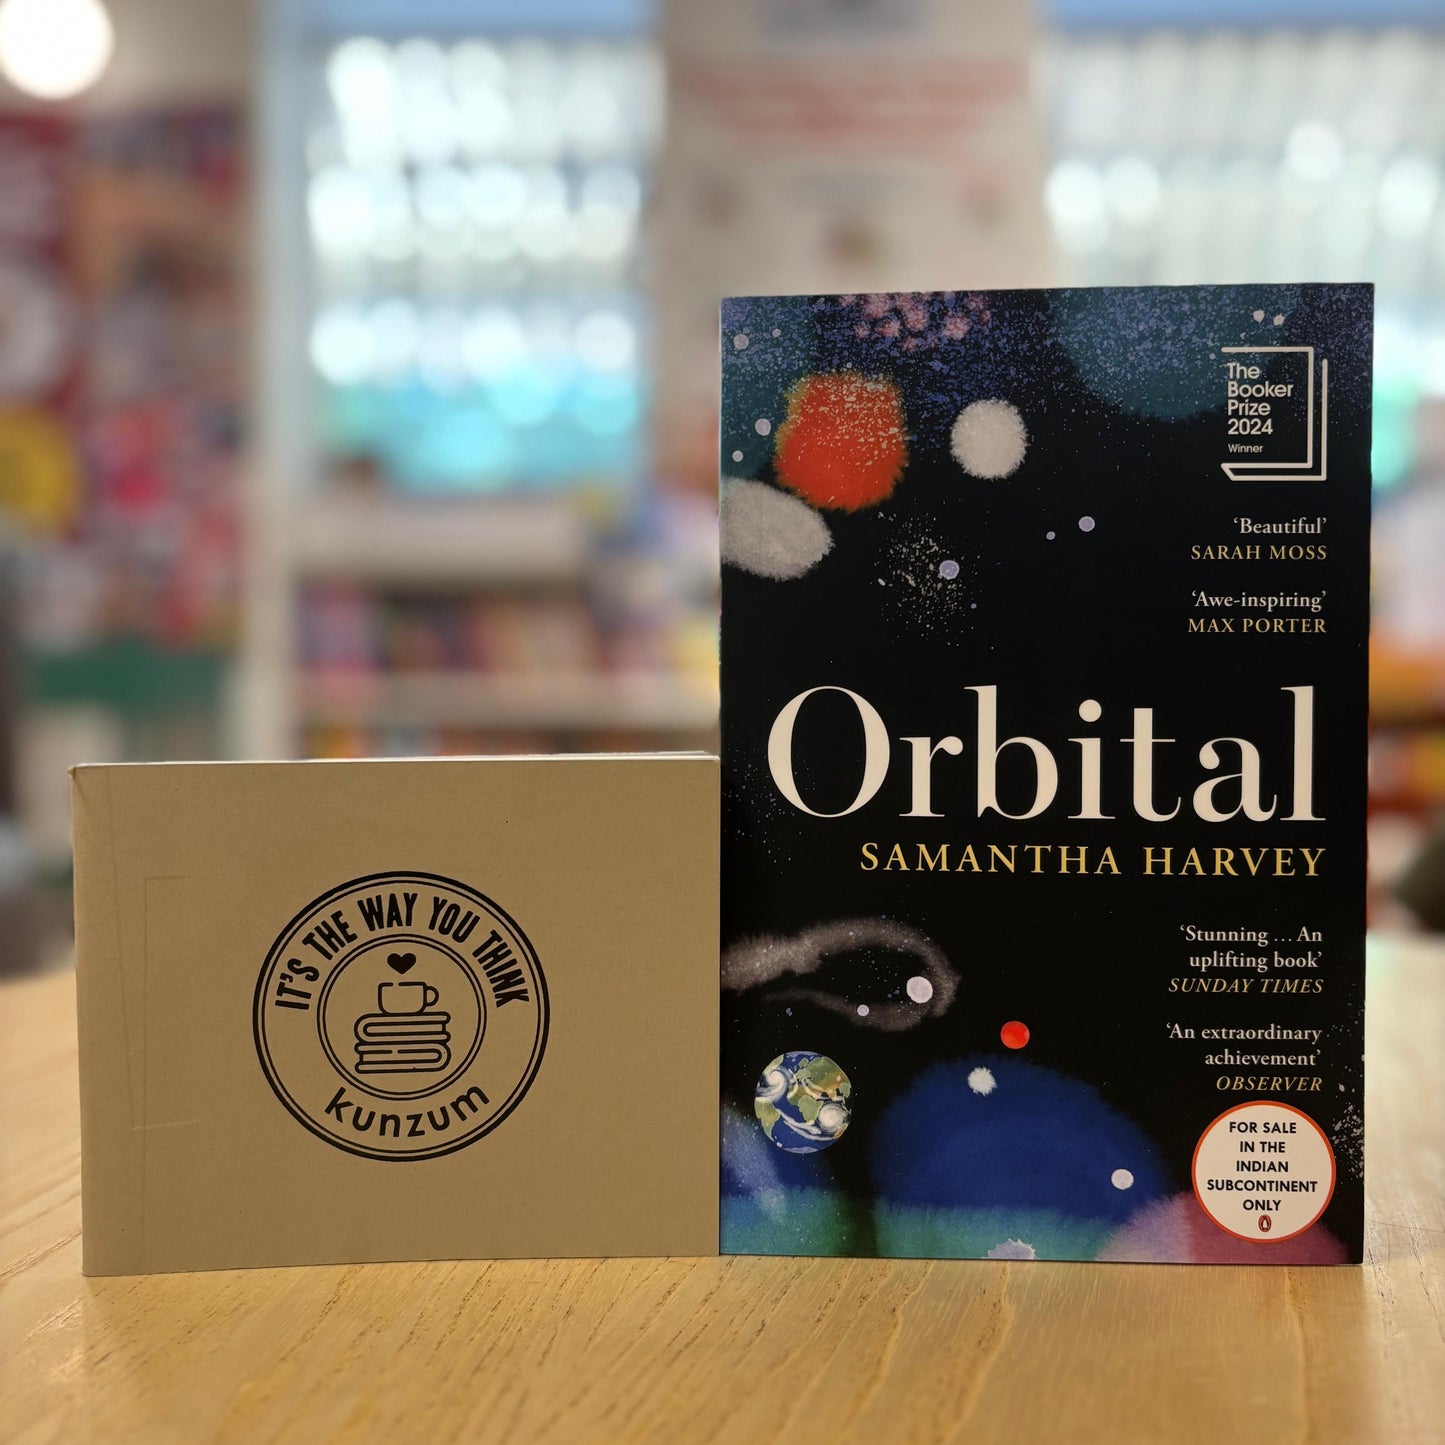 IT'S THE WAY YOU THINK
kunzum
The
Booker
Prize
2024
Winner
‘Beautiful’
SARAH MOSS
‘Awe-inspiring’
MAX PORTER
Orbital
SAMANTHA HARVEY
‘Stunning … An
uplifting book’
SUNDAY TIMES
‘An extraordinary
achievement’
OBSERVER
FOR SALE
IN THE
INDIAN
SUBCONTINENT
ONLY